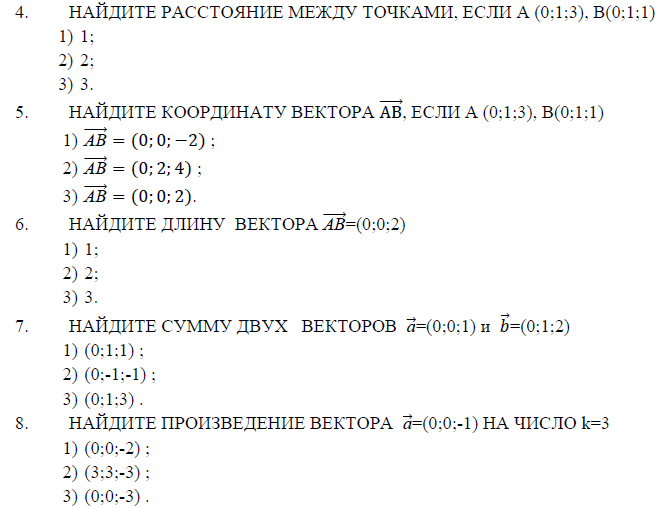 4. НАЙДИТЕ РАССТОЯНИЕ МЕЖДУ ТОЧКАМИ, ЕСЛИ А (0;1;3), В(0;1;1)
1) 1;
2) 2;
3) 3.
5. НАЙДИТЕ КООРДИНАТУ ВЕКТОРА \(\overrightarrow{АВ}\), ЕСЛИ А (0;1;3), В(0;1;1)
1) \(\overrightarrow{AB}\) = (0; 0; −2) ;
2) \(\overrightarrow{AB}\) = (0; 2; 4) ;
3) \(\overrightarrow{AB}\) = (0; 0; 2).
6. НАЙДИТЕ ДЛИНУ ВЕКТОРА \(\overrightarrow{AB}\)=(0;0;2)
1) 1;
2) 2;
3) 3.
7. НАЙДИТЕ СУММУ ДВУХ ВЕКТОРОВ \(\vec{a}\)=(0;0;1) и \(\vec{b}\)=(0;1;2)
1) (0;1;1) ;
2) (0;-1;-1) ;
3) (0;1;3) .
8. НАЙДИТЕ ПРОИЗВЕДЕНИЕ ВЕКТОРА \(\vec{a}\)=(0;0;-1) НА ЧИСЛО k=3
1) (0;0;-2) ;
2) (3;3;-3) ;
3) (0;0;-3) .